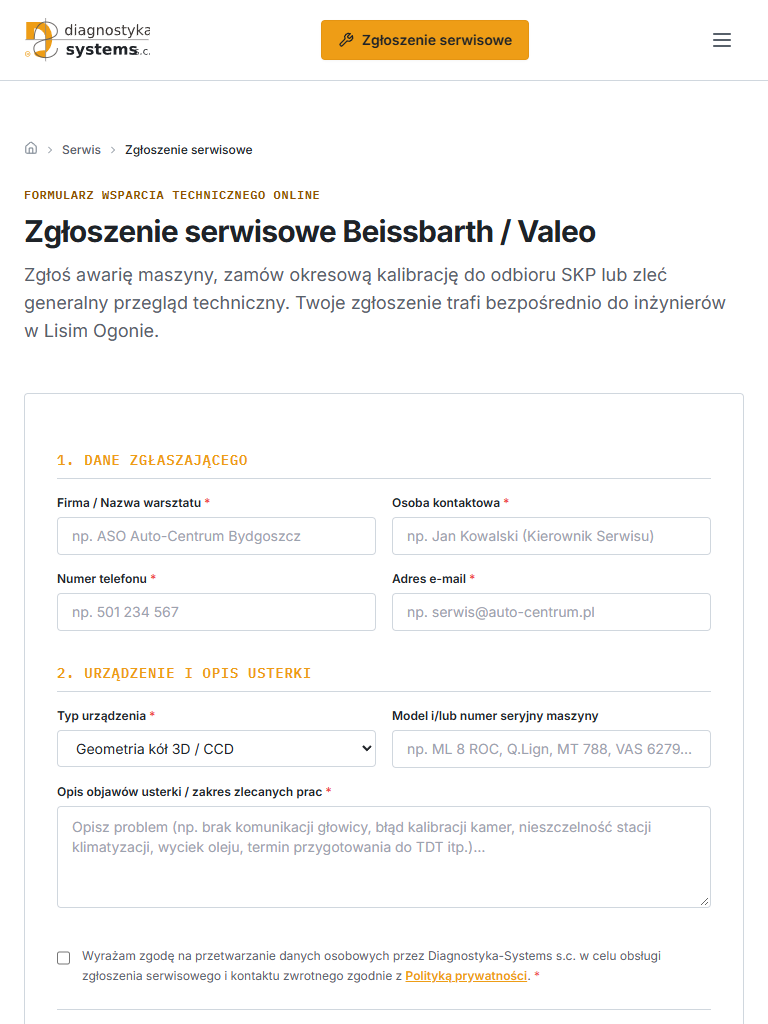 diagnostyka
systems s.c.
Zgłoszenie serwisowe
Serwis
Zgłoszenie serwisowe
FORMULARZ WSPARCIA TECHNICZNEGO ONLINE
Zgłoszenie serwisowe Beissbarth / Valeo
Zgłoś awarię maszyny, zamów okresową kalibrację do odbioru SKP lub zleć
generalny przegląd techniczny. Twoje zgłoszenie trafi bezpośrednio do inżynierów
w Lisim Ogonie.
1. DANE ZGŁASZAJĄCEGO
Firma / Nazwa warsztatu *
Osoba kontaktowa *
np. ASO Auto-Centrum Bydgoszcz
np. Jan Kowalski (Kierownik Serwisu)
Numer telefonu *
Adres e-mail *
np. 501 234 567
np. serwis@auto-centrum.pl
2. URZĄDZENIE I OPIS USTERKI
Typ urządzenia *
Model i/lub numer seryjny maszyny
Geometria kół 3D / CCD
np. ML 8 ROC, Q.Lign, MT 788, VAS 6279...
Opis objawów usterki / zakres zlecanych prac *
Opisz problem (np. brak komunikacji głowicy, błąd kalibracji kamer, nieszczelność stacji
klimatyzacji, wyciek oleju, termin przygotowania do TDT itp.)...
Wyrażam zgodę na przetwarzanie danych osobowych przez Diagnostyka-Systems s.c. w celu obsługi
zgłoszenia serwisowego i kontaktu zwrotnego zgodnie z Polityką prywatności. *